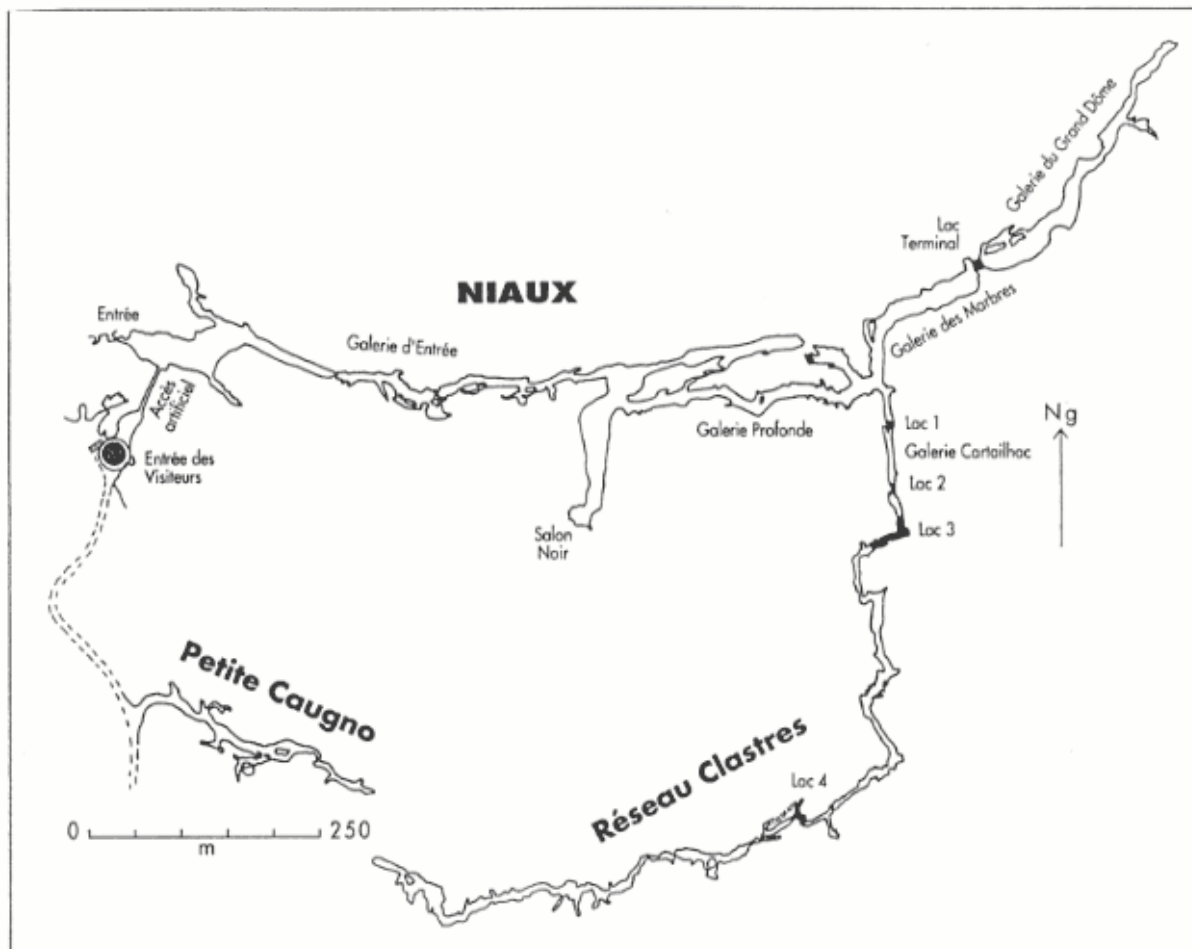 Galerie du Grand Dôme
Lac
Terminal
NIAUX
Entrée
Galerie des Marbres
Galerie d'Entrée
Accès
artificiel
Galerie Profonde
Lac 1
Ng
Galerie Cartailhac
Entrée des
Visiteurs
Lac 2
Salon
Noir
Lac 3
Petite Caugno
Réseau Clastres
Lac 4
0 250
m